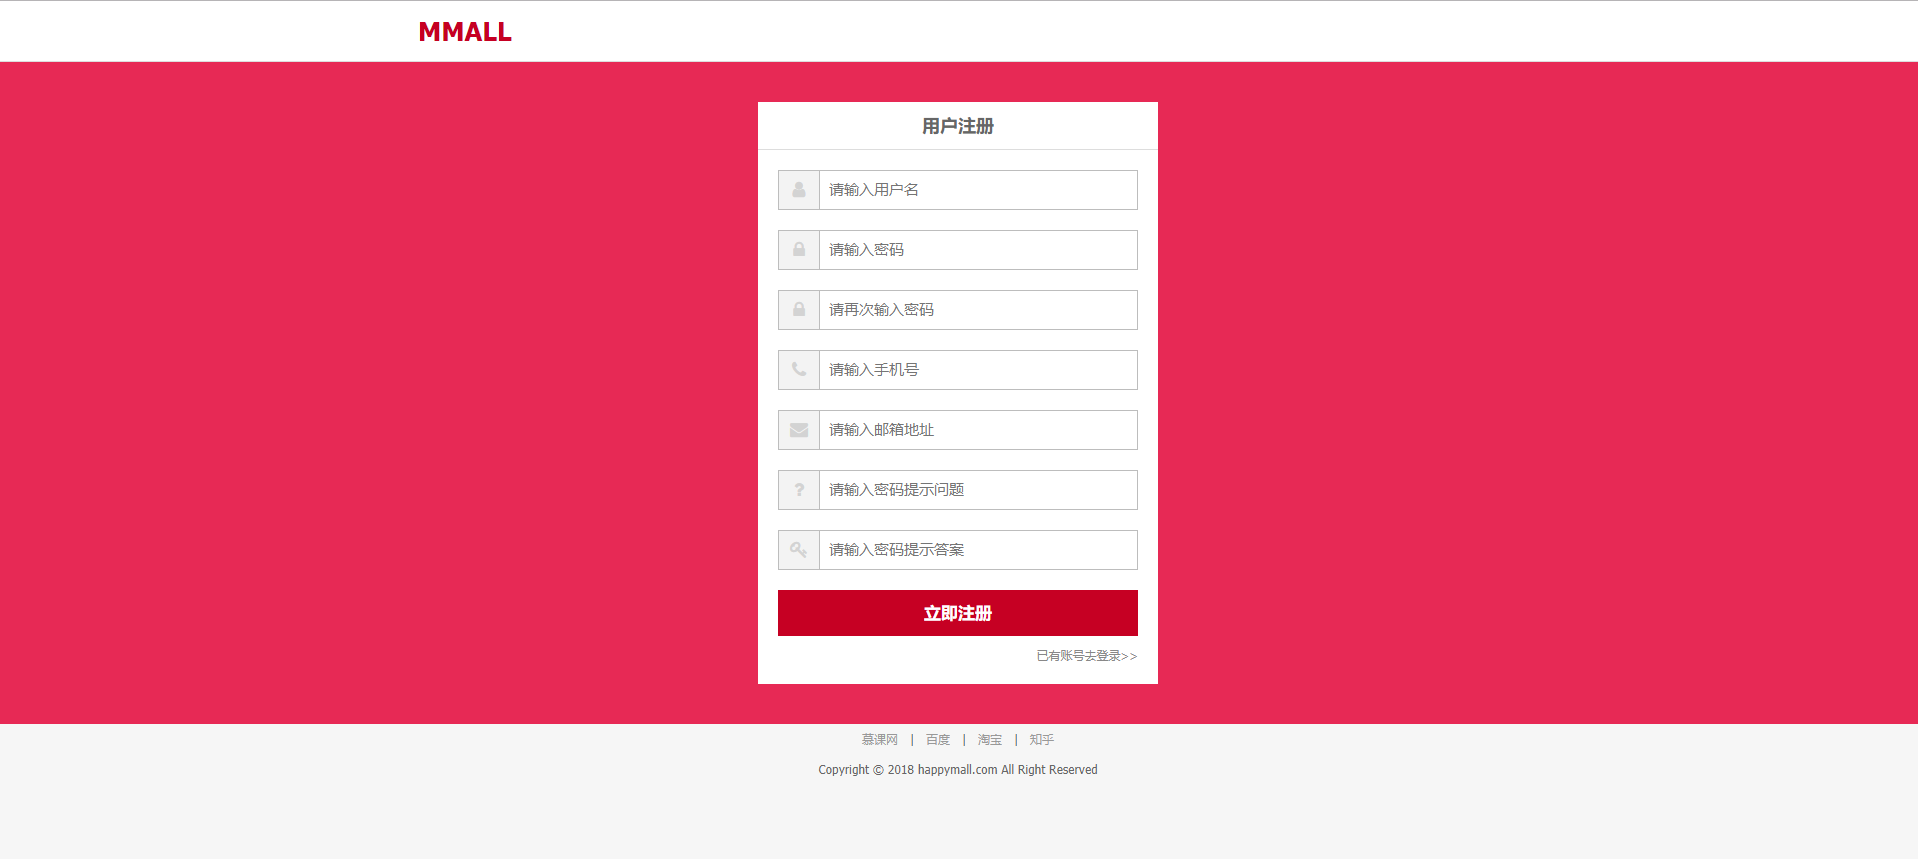 MMALL
用户注册
请输入用户名
请输入密码
请再次输入密码
请输入手机号
请输入邮箱地址
请输入密码提示问题
请输入密码提示答案
立即注册
已有账号去登录>>
慕课网 | 百度 | 淘宝 | 知乎
Copyright © 2018 happymall.com All Right Reserved